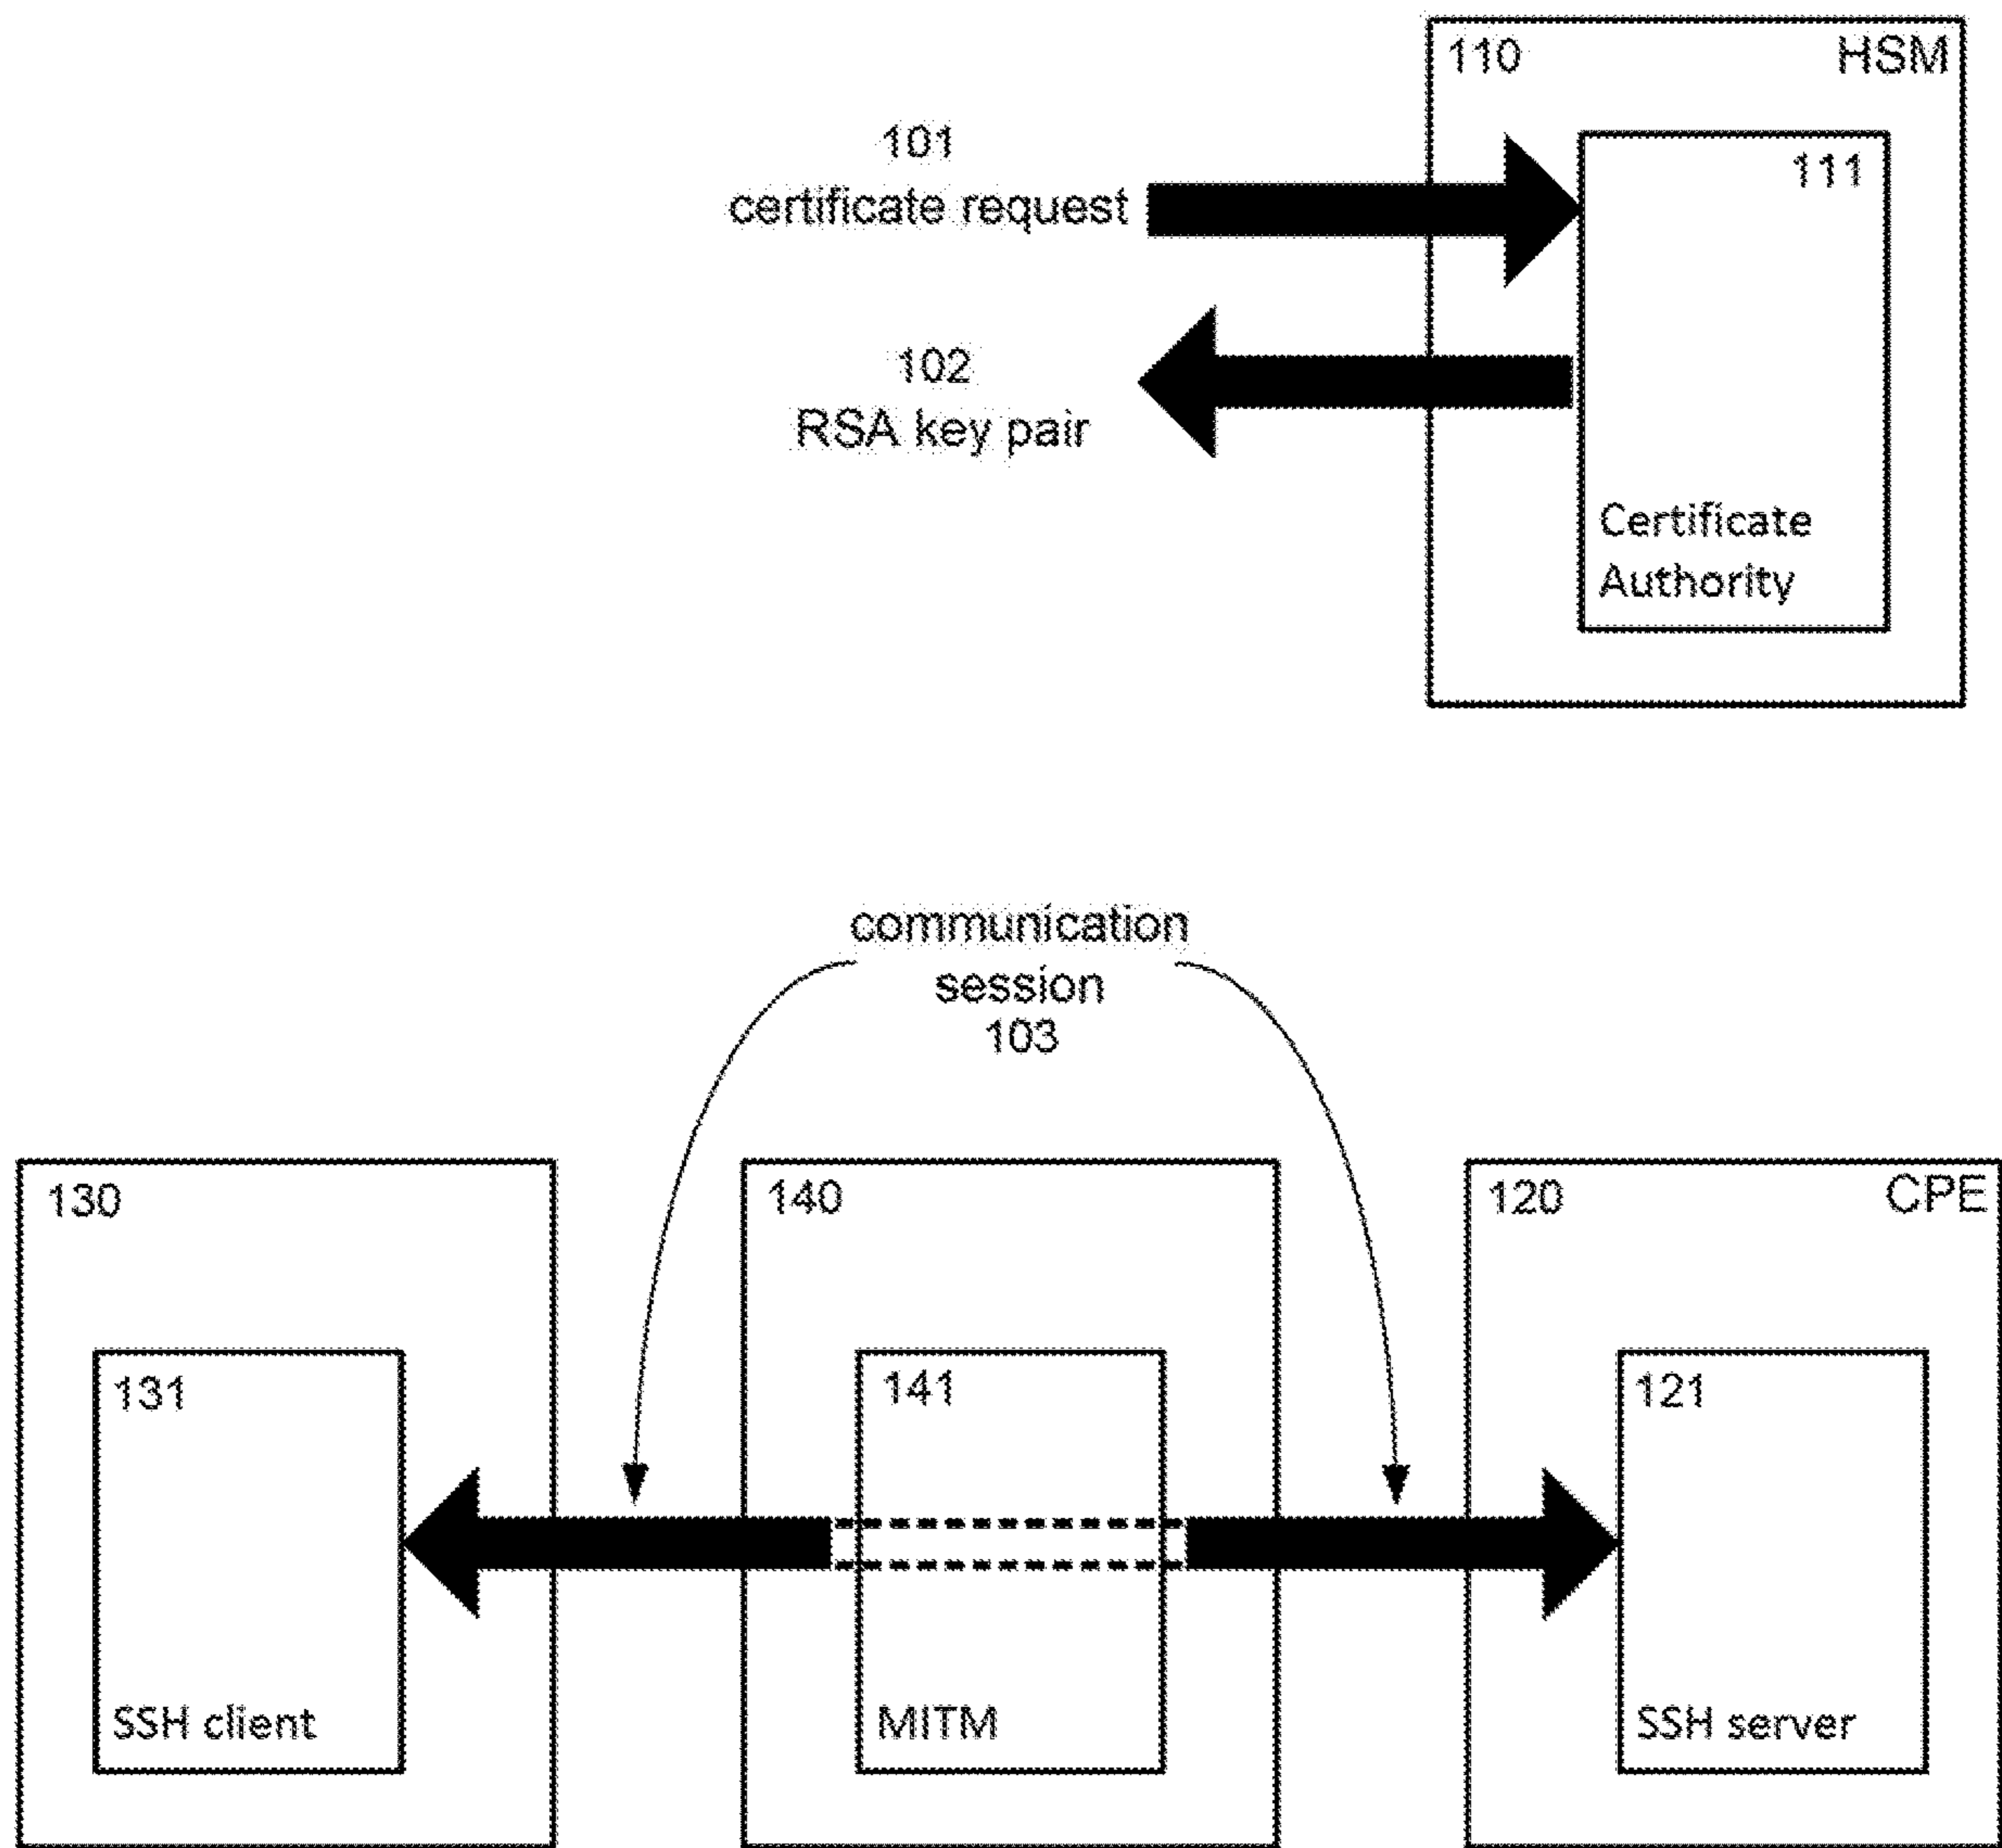 110 HSM
101
certificate request
111
102
RSA key pair
Certificate
Authority
communication
session
103
130
140
120 CPE
131
141
121
SSH client
MITM
SSH server